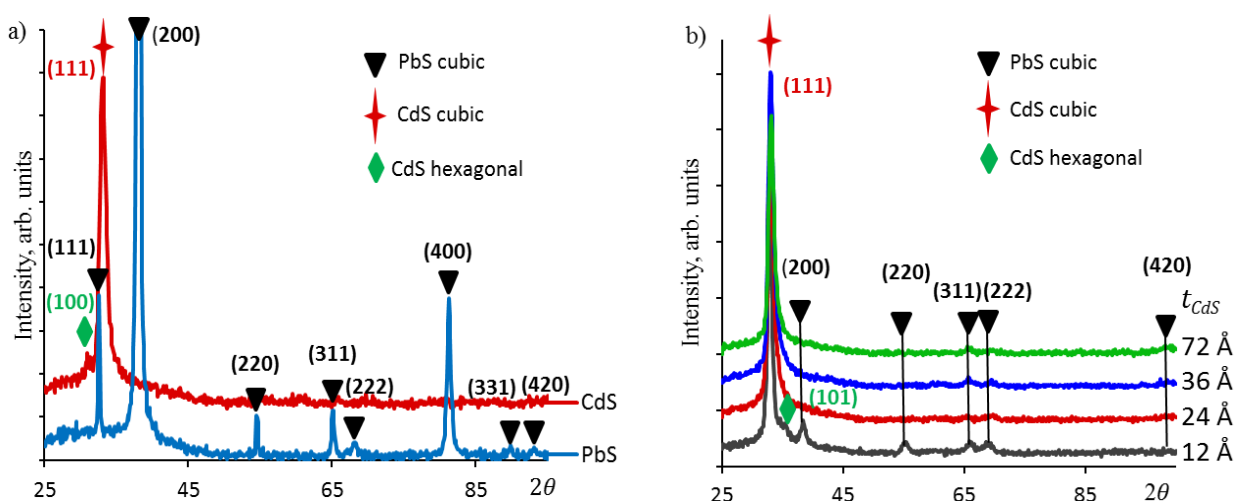 a)
(200)
(111)
PbS cubic
CdS cubic
CdS hexagonal
(111)
(100)
(400)
(220)
(311)
(222)
(331)
(420)
CdS
PbS
Intensity, arb. units
25
45
65
85
2θ
b)
(111)
PbS cubic
CdS cubic
CdS hexagonal
(200)
(220)
(311)
(222)
(420)
t_CdS
72 Å
36 Å
24 Å
12 Å
(101)
Intensity, arb. units
25
45
65
85
2θ